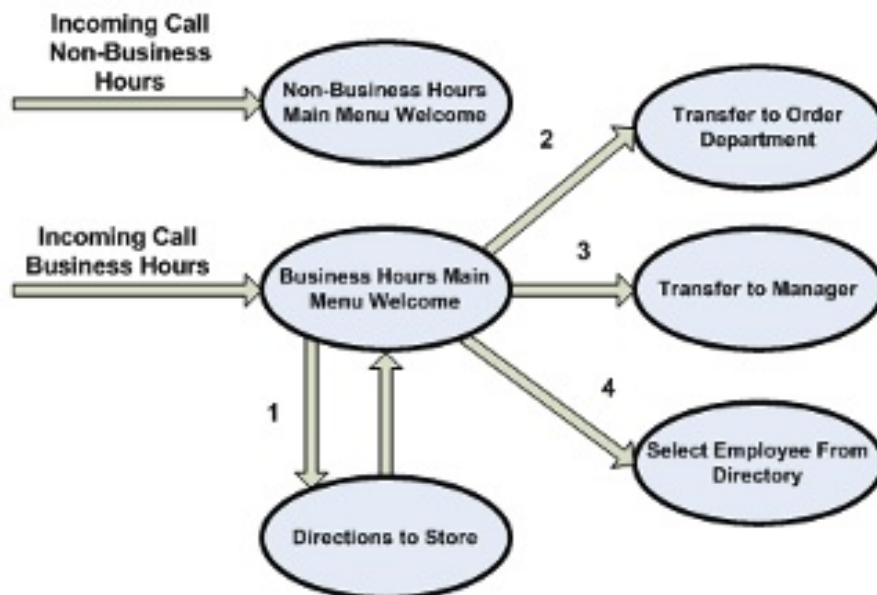 Incoming Call
Non-Business
Hours
Non-Business Hours
Main Menu Welcome
Transfer to Order
Department
2
Incoming Call
Business Hours
Business Hours Main
Menu Welcome
3
Transfer to Manager
1
4
Select Employee From
Directory
Directions to Store